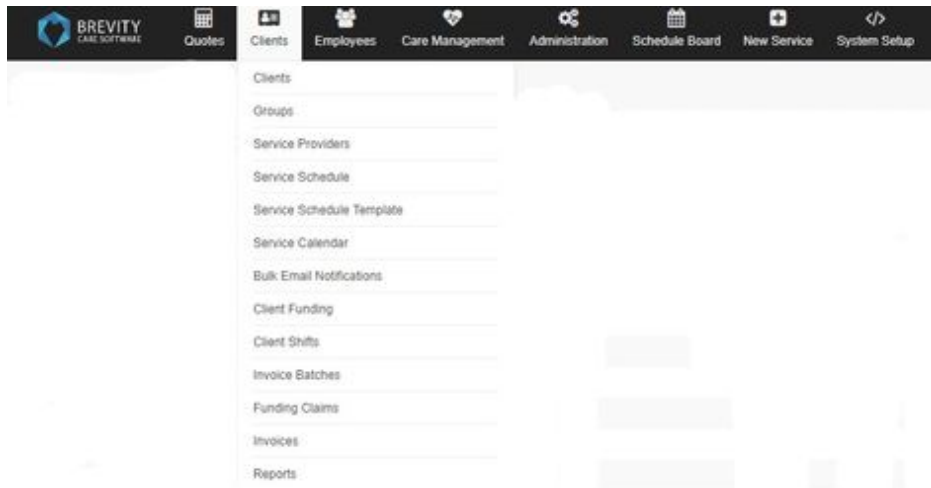 BREVITY
CARE SOFTWARE
Quotes
Clients
Employees
Care Management
Administration
Schedule Board
New Service
System Setup
Clients
Groups
Service Providers
Service Schedule
Service Schedule Template
Service Calendar
Bulk Email Notifications
Client Funding
Client Shifts
Invoice Batches
Funding Claims
Invoices
Reports